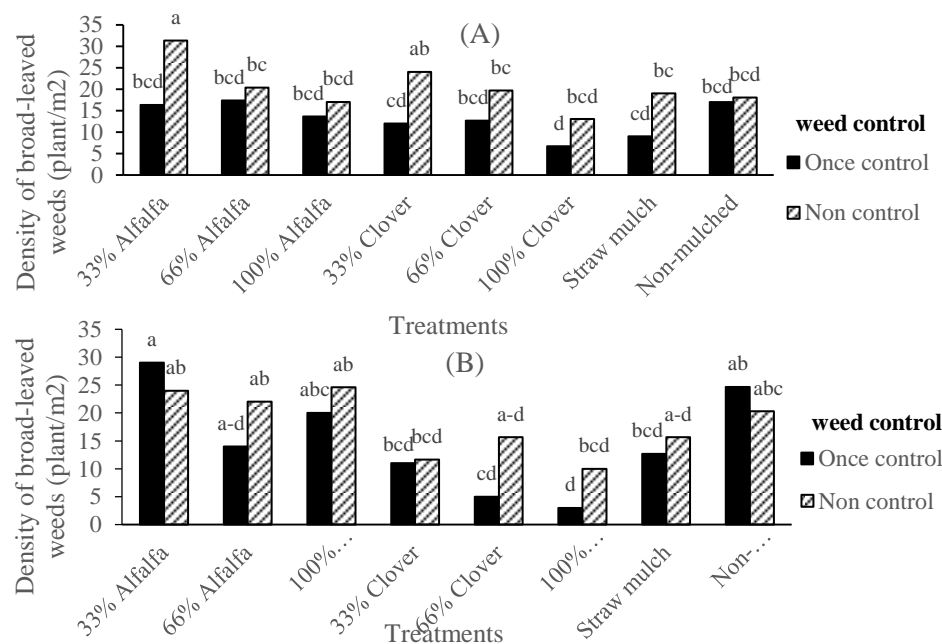 (A)
Density of broad-leaved
weeds (plant/m2)
35
30
25
20
15
10
5
0
bcd a
bcd bc
bcd bcd
cd ab
bcd bc
d bcd
cd bc
bcd bcd
33% Alfalfa
66% Alfalfa
100% Alfalfa
33% Clover
66% Clover
100% Clover
Straw mulch
Non-mulched
Treatments
weed control
Once control
Non control
(B)
Density of broad-leaved
weeds (plant/m2)
35
30
25
20
15
10
5
0
a ab
a-d ab
abc ab
bcd bcd
cd a-d
d bcd
bcd a-d
ab abc
33% Alfalfa
66% Alfalfa
100%…
33% Clover
66% Clover
100%…
Straw mulch
Non-…
Treatments
weed control
Once control
Non control